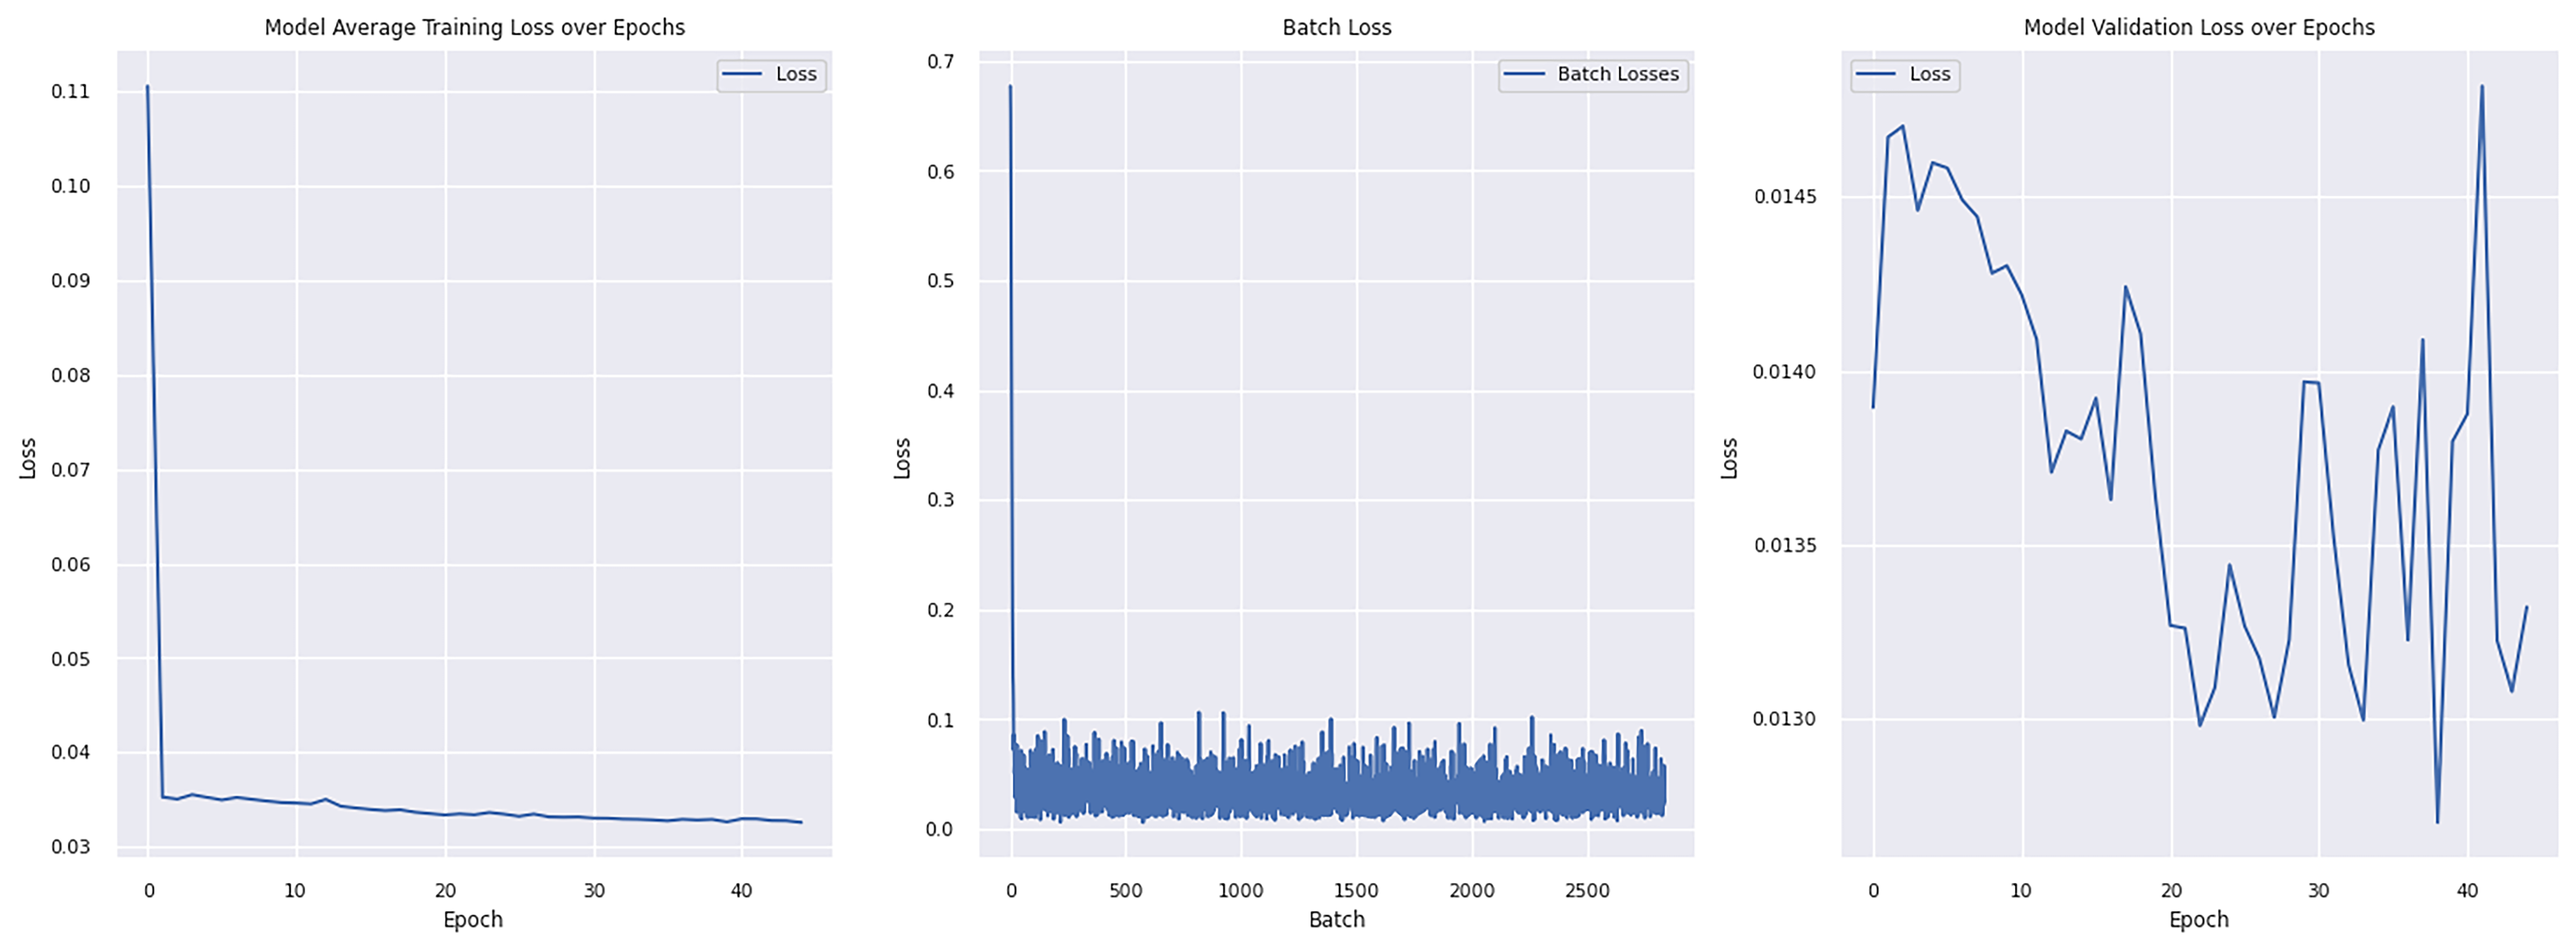 Model Average Training Loss over Epochs
Loss
0.11
0.10
0.09
0.08
0.07
0.06
0.05
0.04
0.03
Loss
0 10 20 30 40
Epoch
Batch Loss
Batch Losses
0.7
0.6
0.5
0.4
0.3
0.2
0.1
0.0
Loss
0 500 1000 1500 2000 2500
Batch
Model Validation Loss over Epochs
Loss
0.0145
0.0140
0.0135
0.0130
Loss
0 10 20 30 40
Epoch